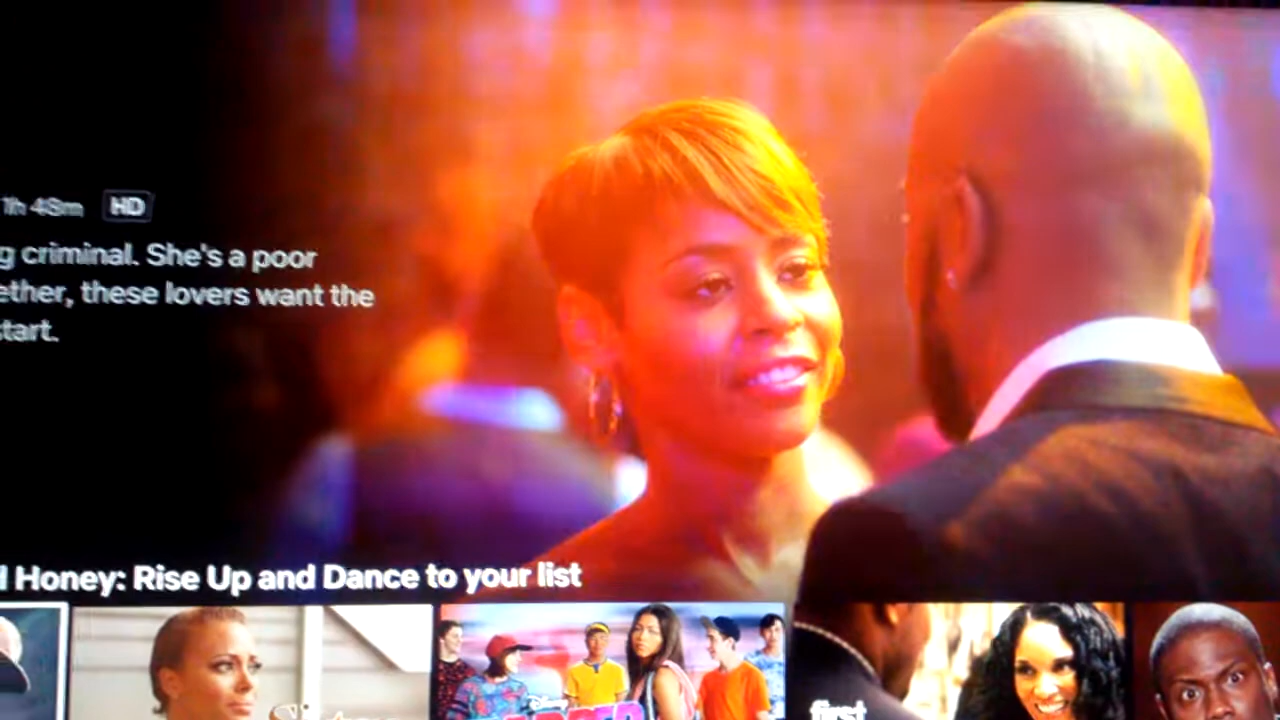 1h 48m HD
g criminal. She's a poor
ether, these lovers want the
start.
d Honey: Rise Up and Dance to your list
Disney
first